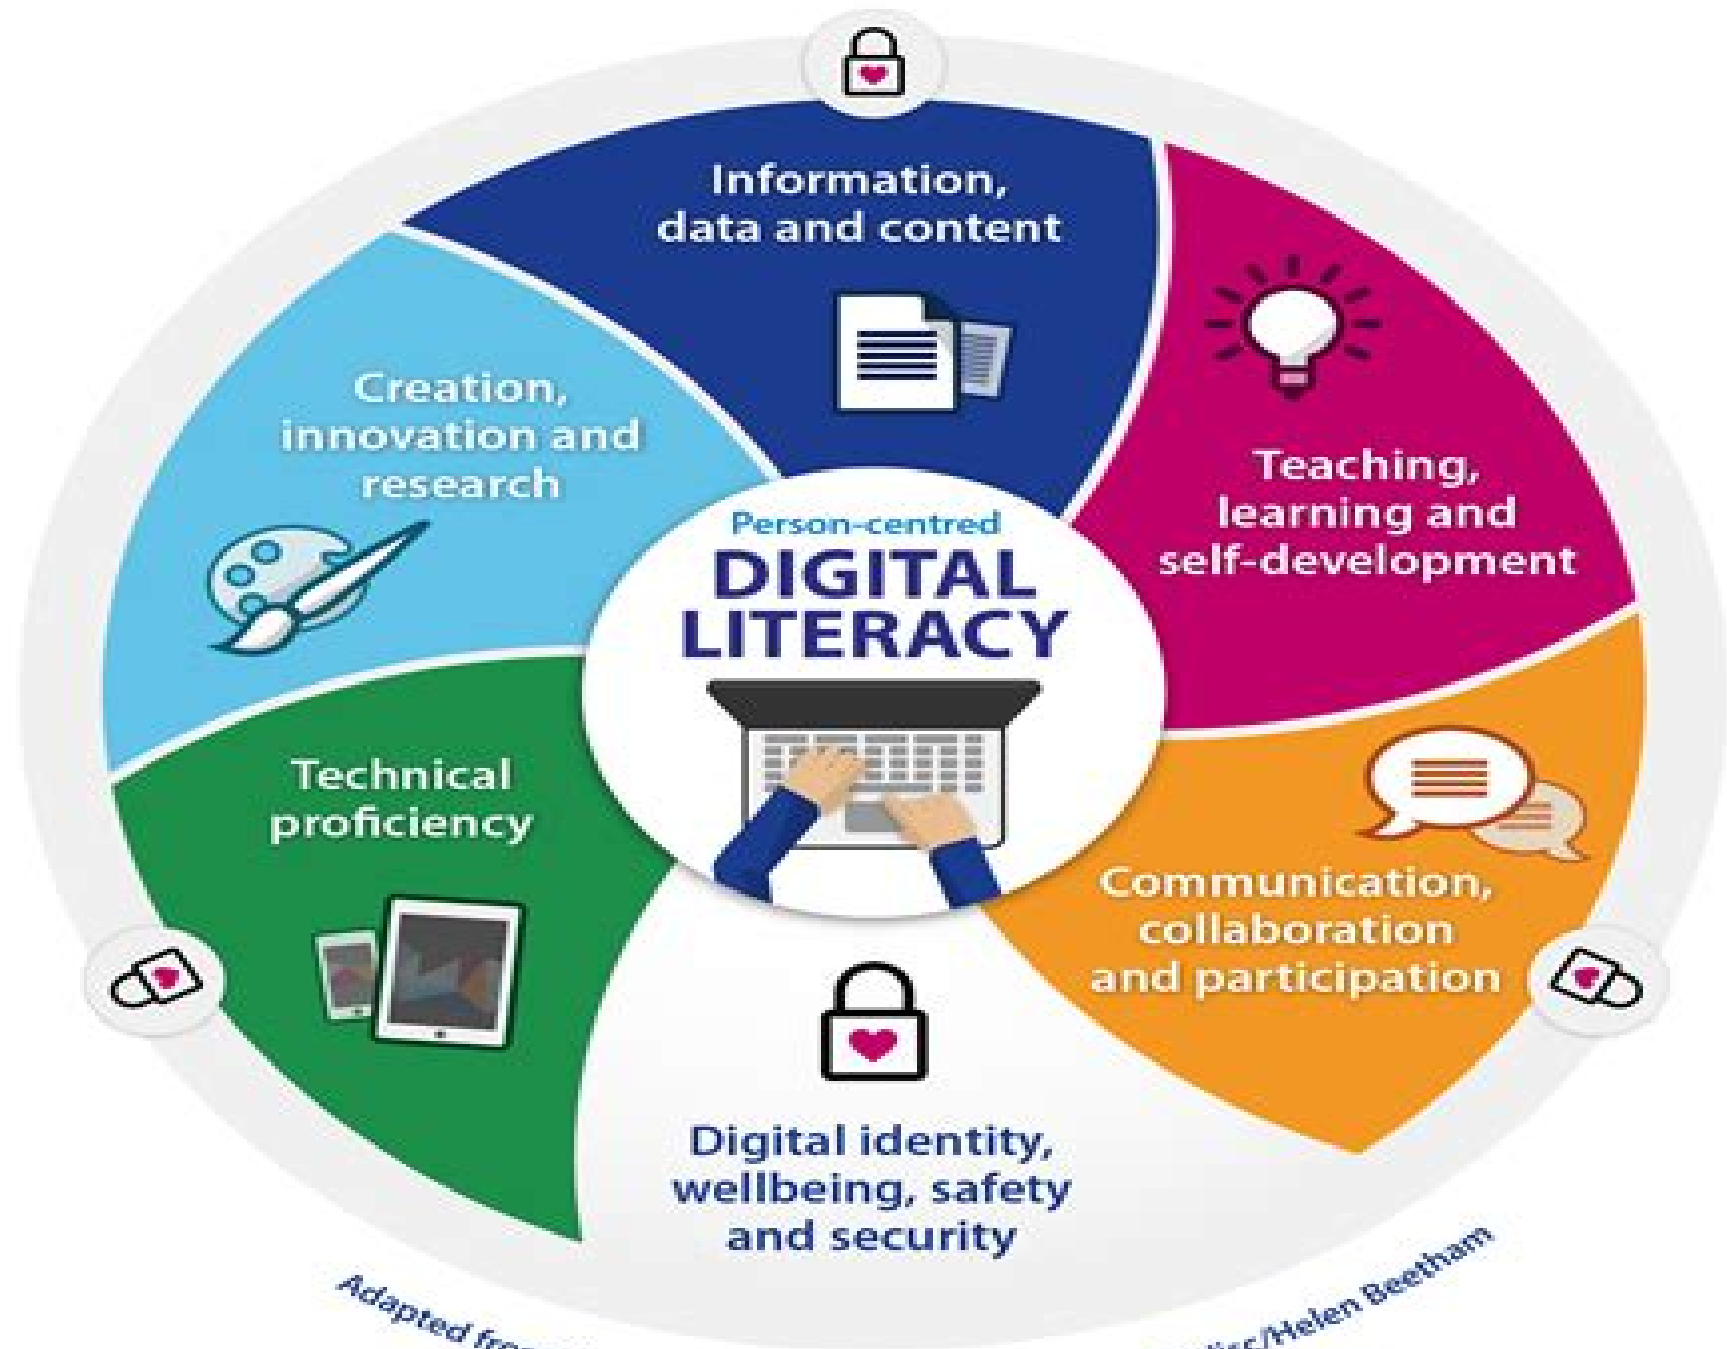 Information,
data and content
Teaching,
learning and
self-development
Creation,
innovation and
research
Person-centred
DIGITAL
LITERACY
Technical
proficiency
Communication,
collaboration
and participation
Digital identity,
wellbeing, safety
and security
Adapted
Helen Beetham